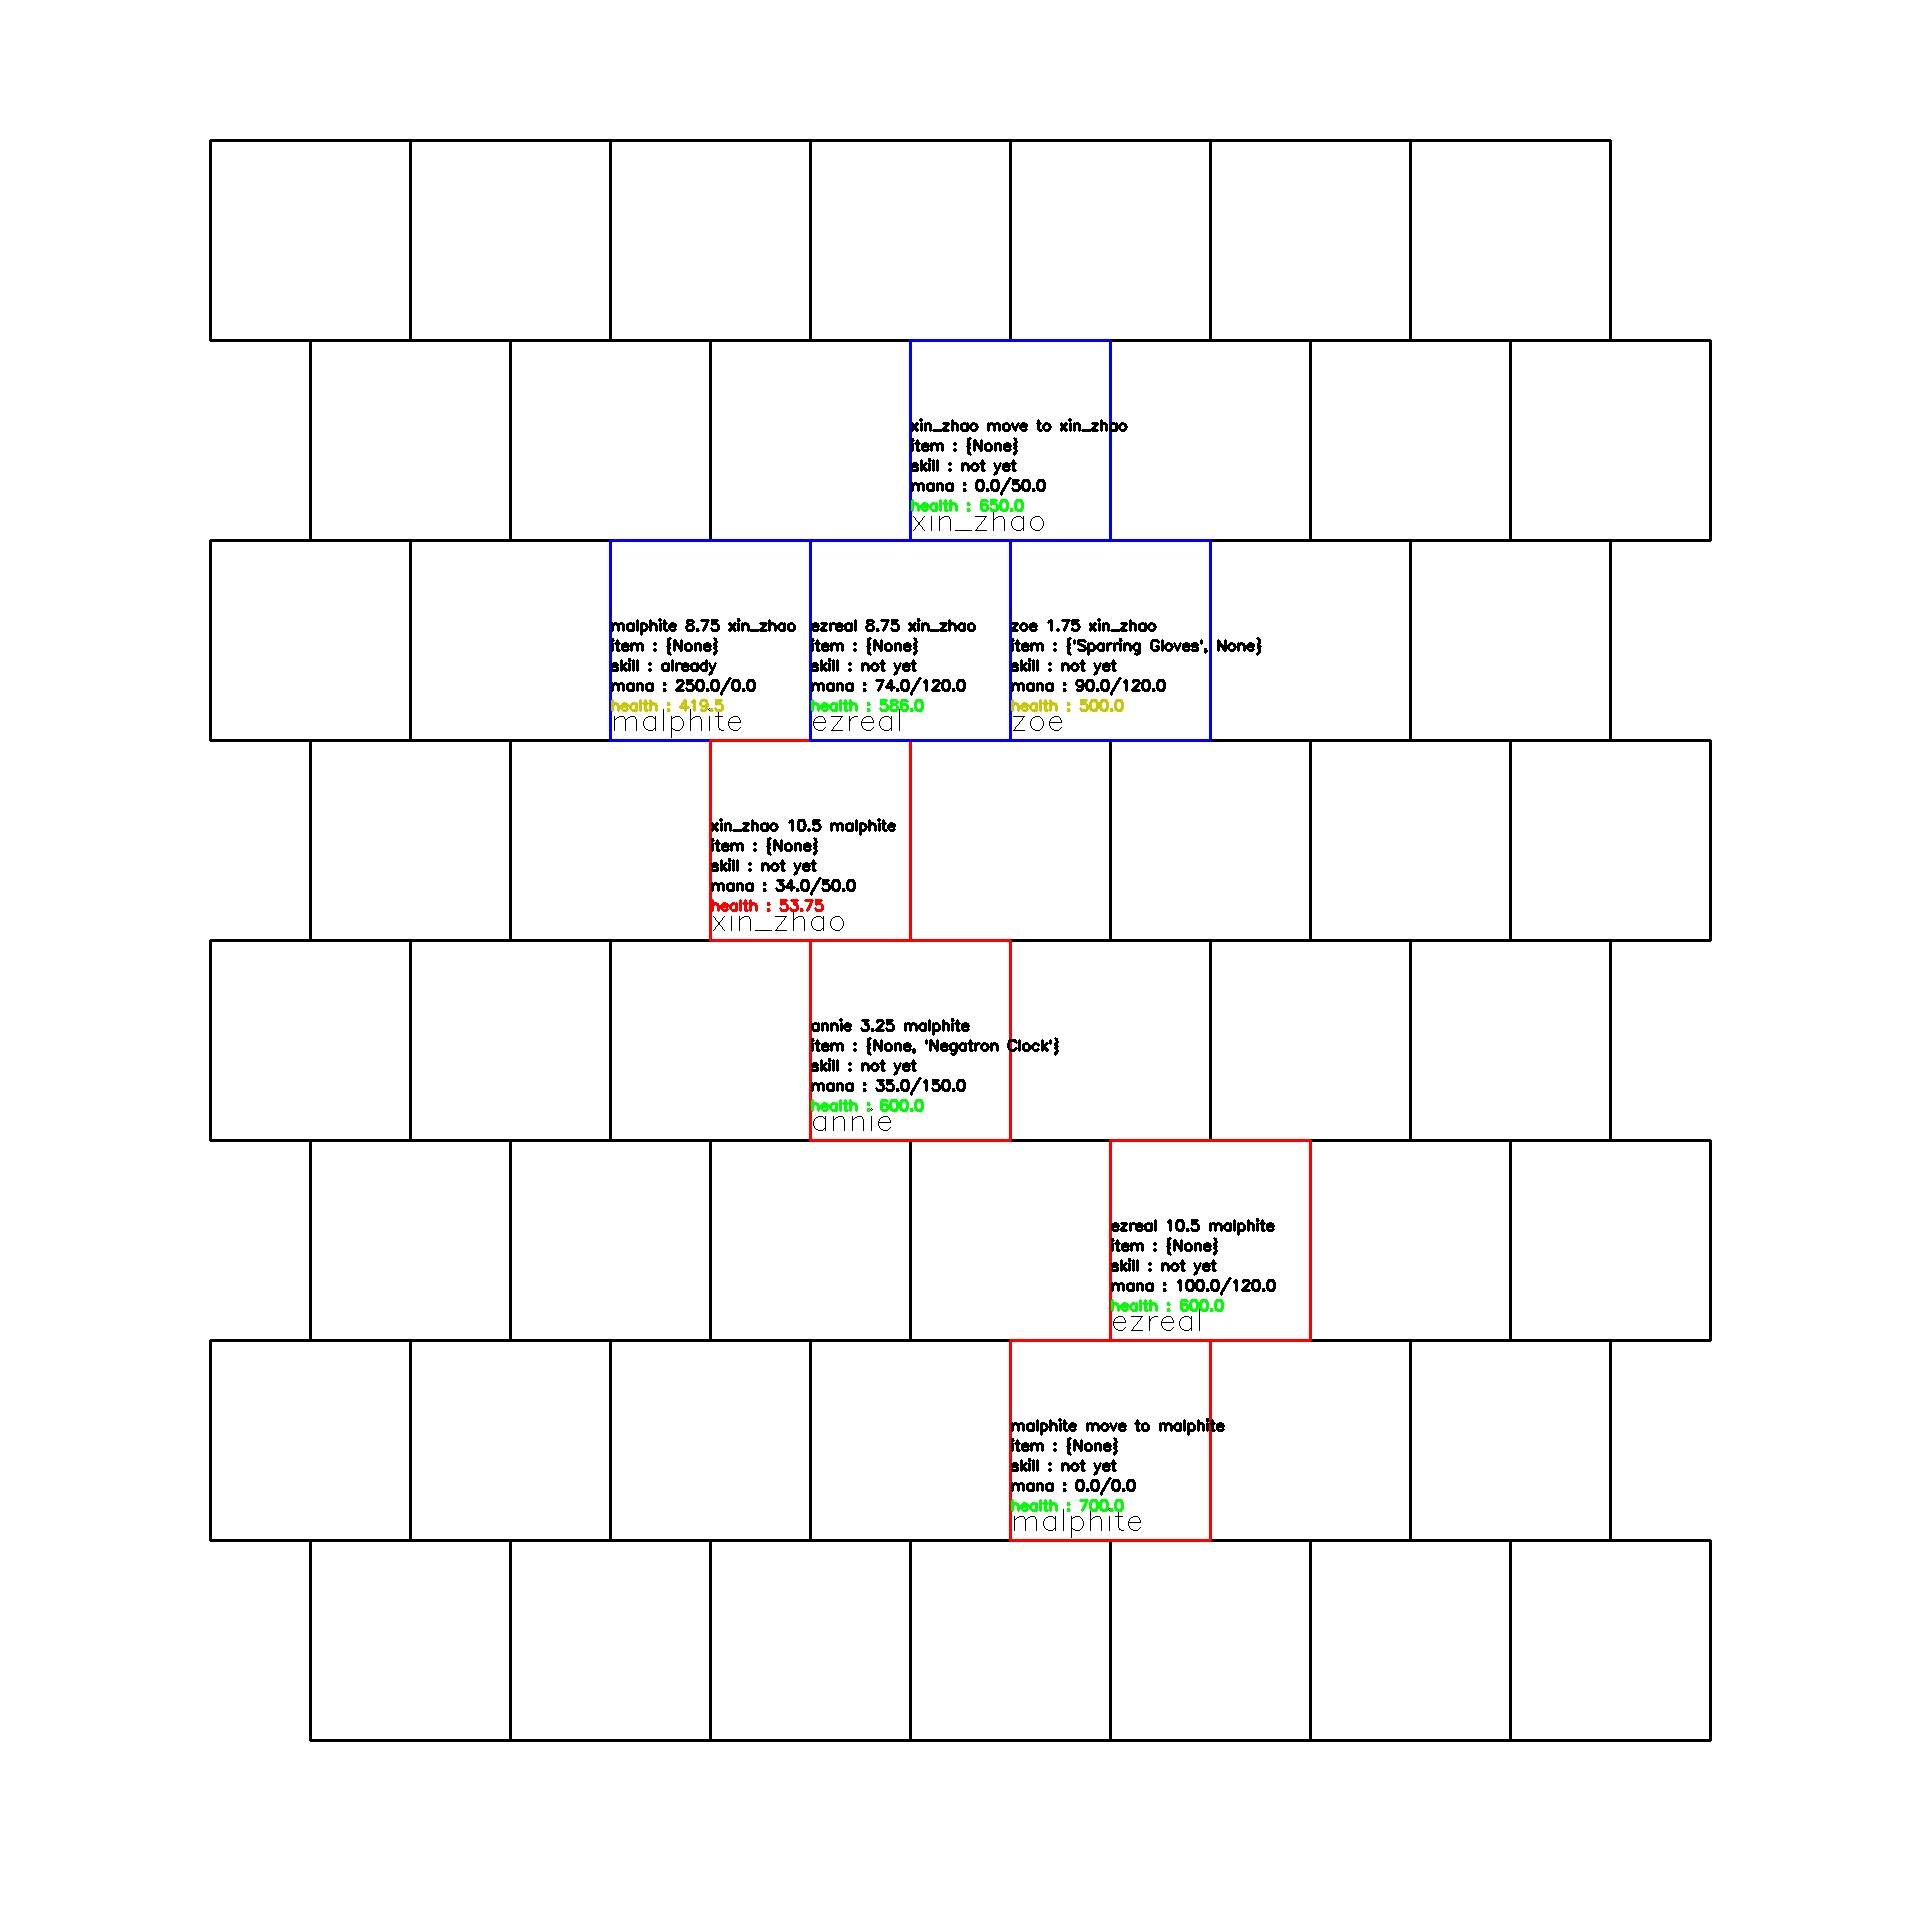 xin_zhao move to xin_zhao
item : {None}
skill : not yet
mana : 0.0/50.0
health : 650.0
xin_zhao
malphite 8.75 xin_zhao
item : {None}
skill : already
mana : 250.0/0.0
health : 419.5
malphite
ezreal 8.75 xin_zhao
item : {None}
skill : not yet
mana : 74.0/120.0
health : 586.0
ezreal
zoe 1.75 xin_zhao
item : {'Sparring Gloves', None}
skill : not yet
mana : 90.0/120.0
health : 500.0
zoe
xin_zhao 10.5 malphite
item : {None}
skill : not yet
mana : 34.0/50.0
health : 53.75
xin_zhao
annie 3.25 malphite
item : {None, 'Negatron Clock'}
skill : not yet
mana : 35.0/150.0
health : 600.0
annie
ezreal 10.5 malphite
item : {None}
skill : not yet
mana : 100.0/120.0
health : 600.0
ezreal
malphite move to malphite
item : {None}
skill : not yet
mana : 0.0/0.0
health : 700.0
malphite